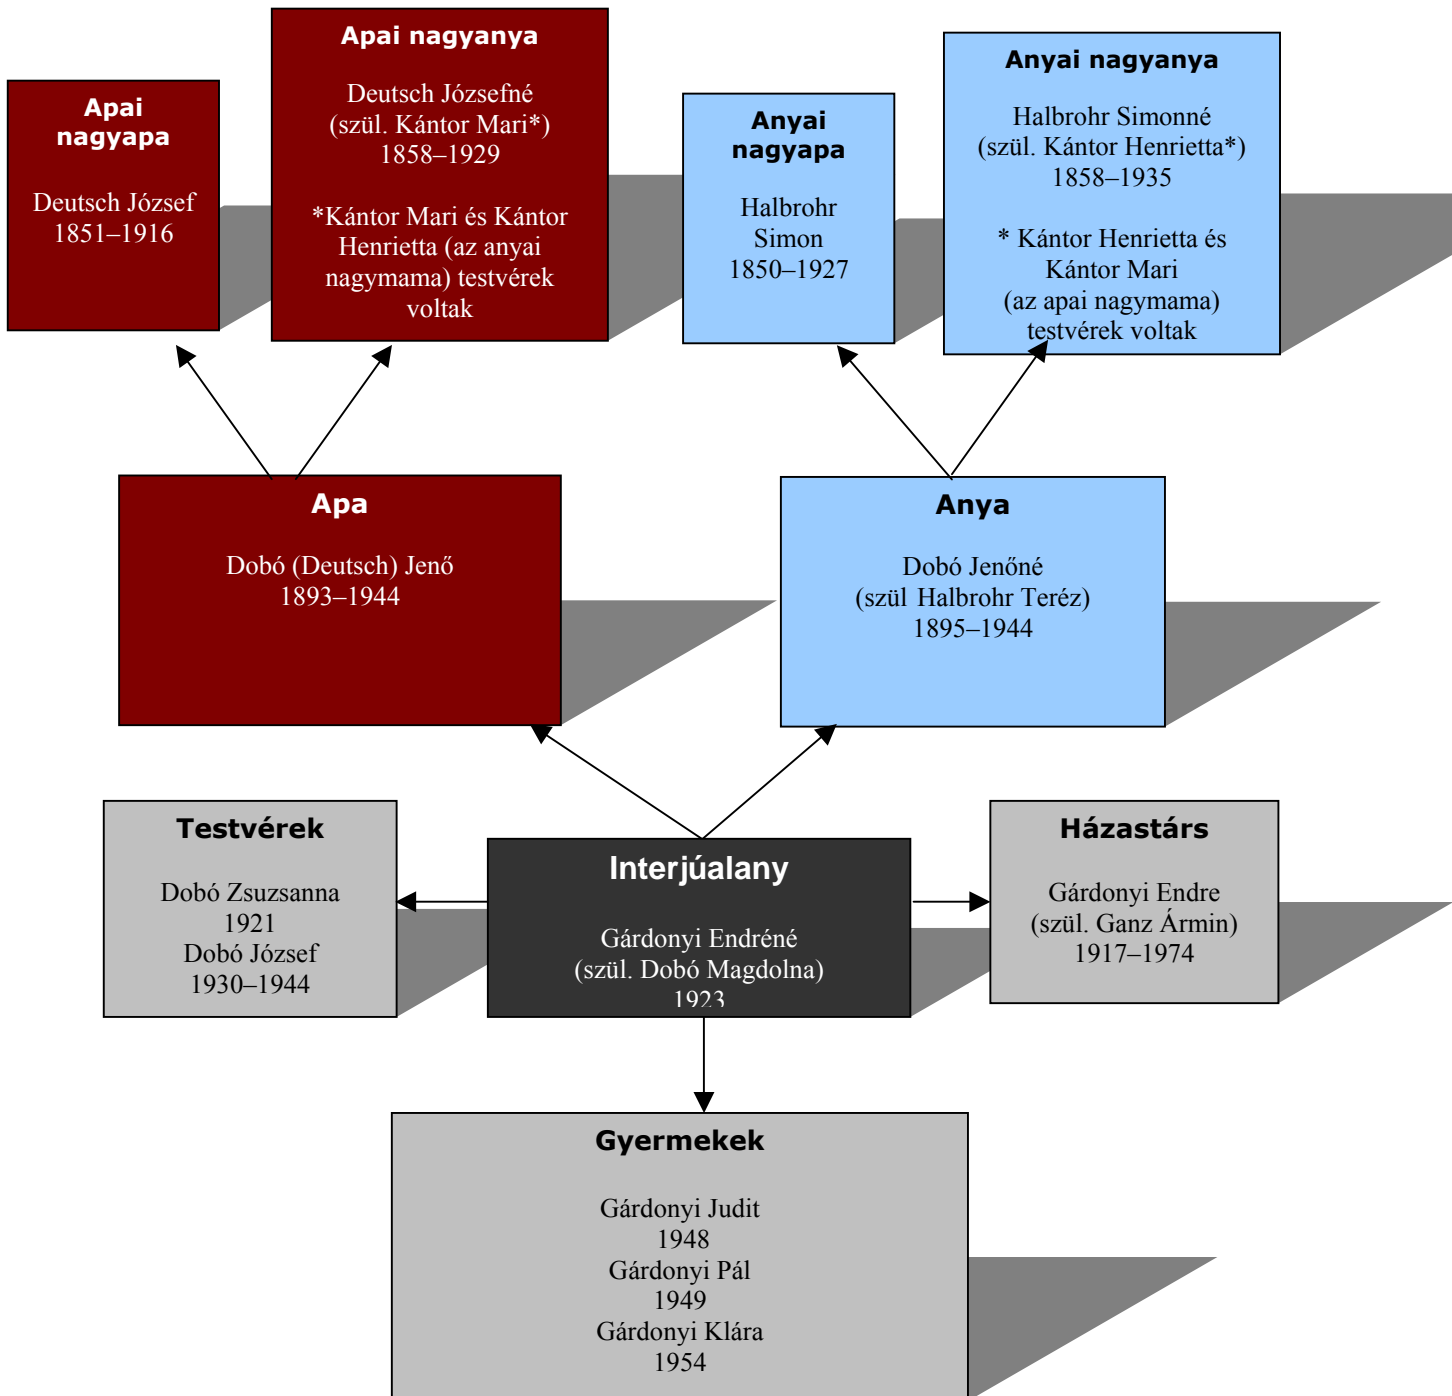 Apai
nagyapa
Deutsch József
1851–1916
Apai nagyanya
Deutsch Józsefné
(szül. Kántor Mari*)
1858–1929
*Kántor Mari és Kántor
Henrietta (az anyai
nagymama) testvérek
voltak
Anyai
nagyapa
Halbrohr
Simon
1850–1927
Anyai nagyanya
Halbrohr Simonné
(szül. Kántor Henrietta*)
1858–1935
* Kántor Henrietta és
Kántor Mari
(az apai nagymama)
testvérek voltak
Apa
Dobó (Deutsch) Jenő
1893–1944
Anya
Dobó Jenőné
(szül Halbrohr Teréz)
1895–1944
Testvérek
Dobó Zsuzsanna
1921
Dobó József
1930–1944
Interjúalany
Gárdonyi Endréné
(szül. Dobó Magdolna)
1923
Házastárs
Gárdonyi Endre
(szül. Ganz Ármin)
1917–1974
Gyermekek
Gárdonyi Judit
1948
Gárdonyi Pál
1949
Gárdonyi Klára
1954